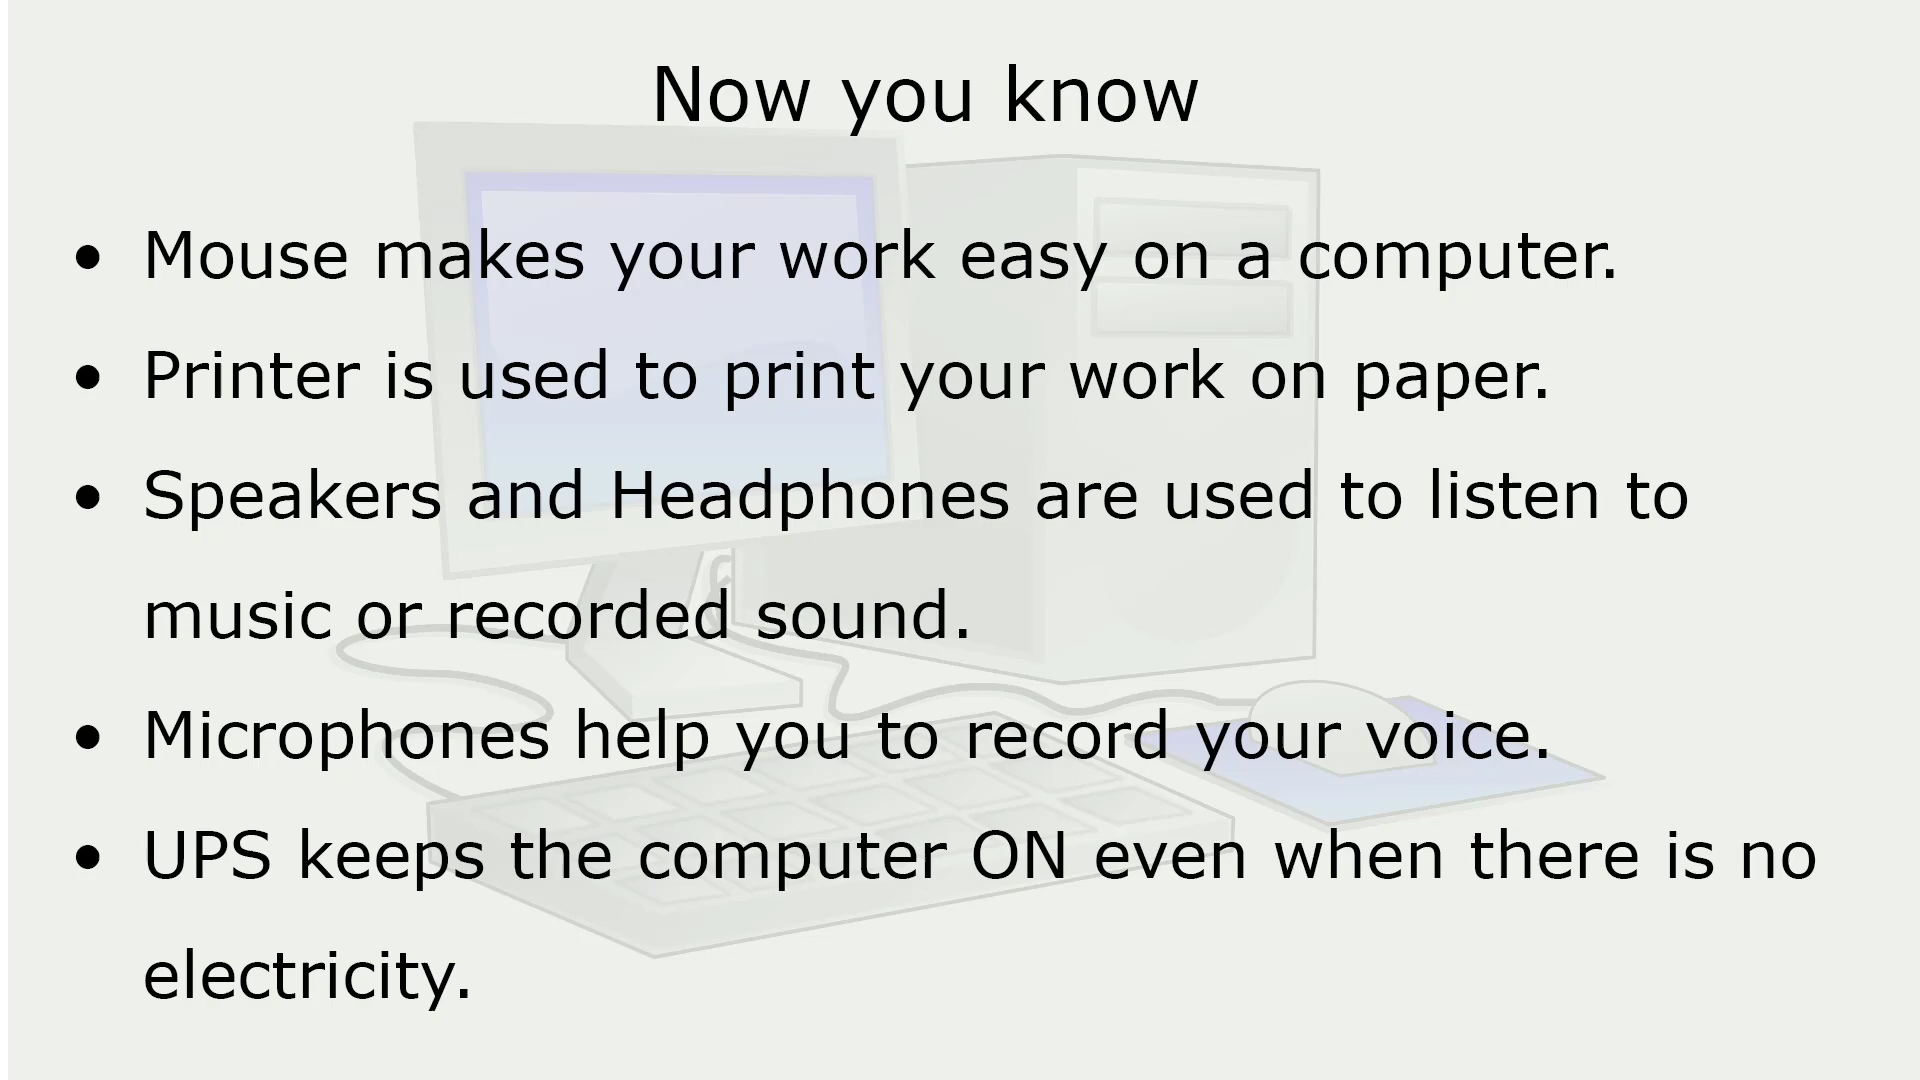 Now you know
• Mouse makes your work easy on a computer.
• Printer is used to print your work on paper.
• Speakers and Headphones are used to listen to
music or recorded sound.
• Microphones help you to record your voice.
• UPS keeps the computer ON even when there is no
electricity.